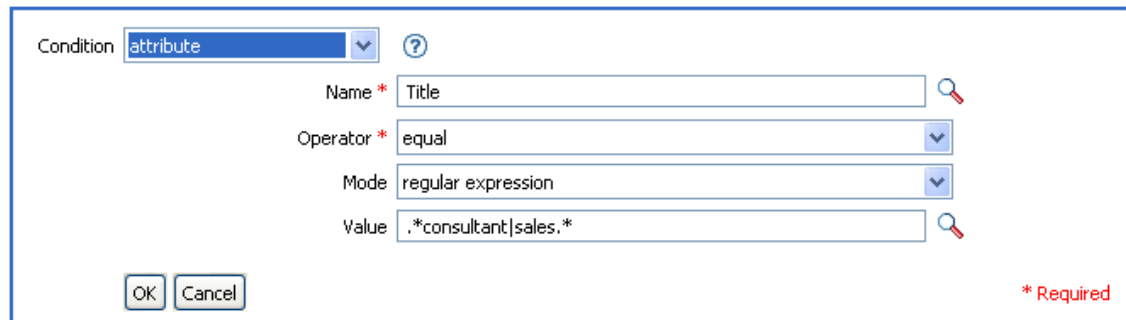 Condition attribute ?
Name * Title
Operator * equal
Mode regular expression
Value .*consultant|sales.*
OK Cancel * Required